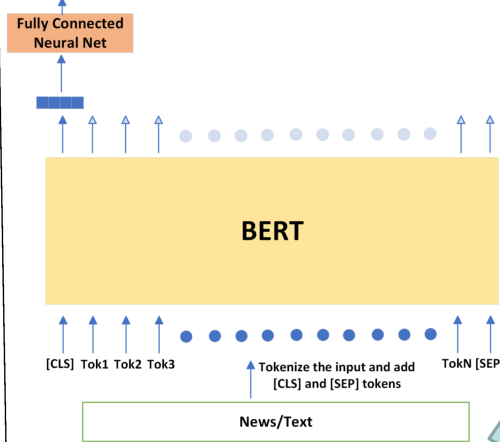 Fully Connected
Neural Net
BERT
[CLS] Tok1 Tok2 Tok3 TokN [SEP
Tokenize the input and add
[CLS] and [SEP] tokens
News/Text